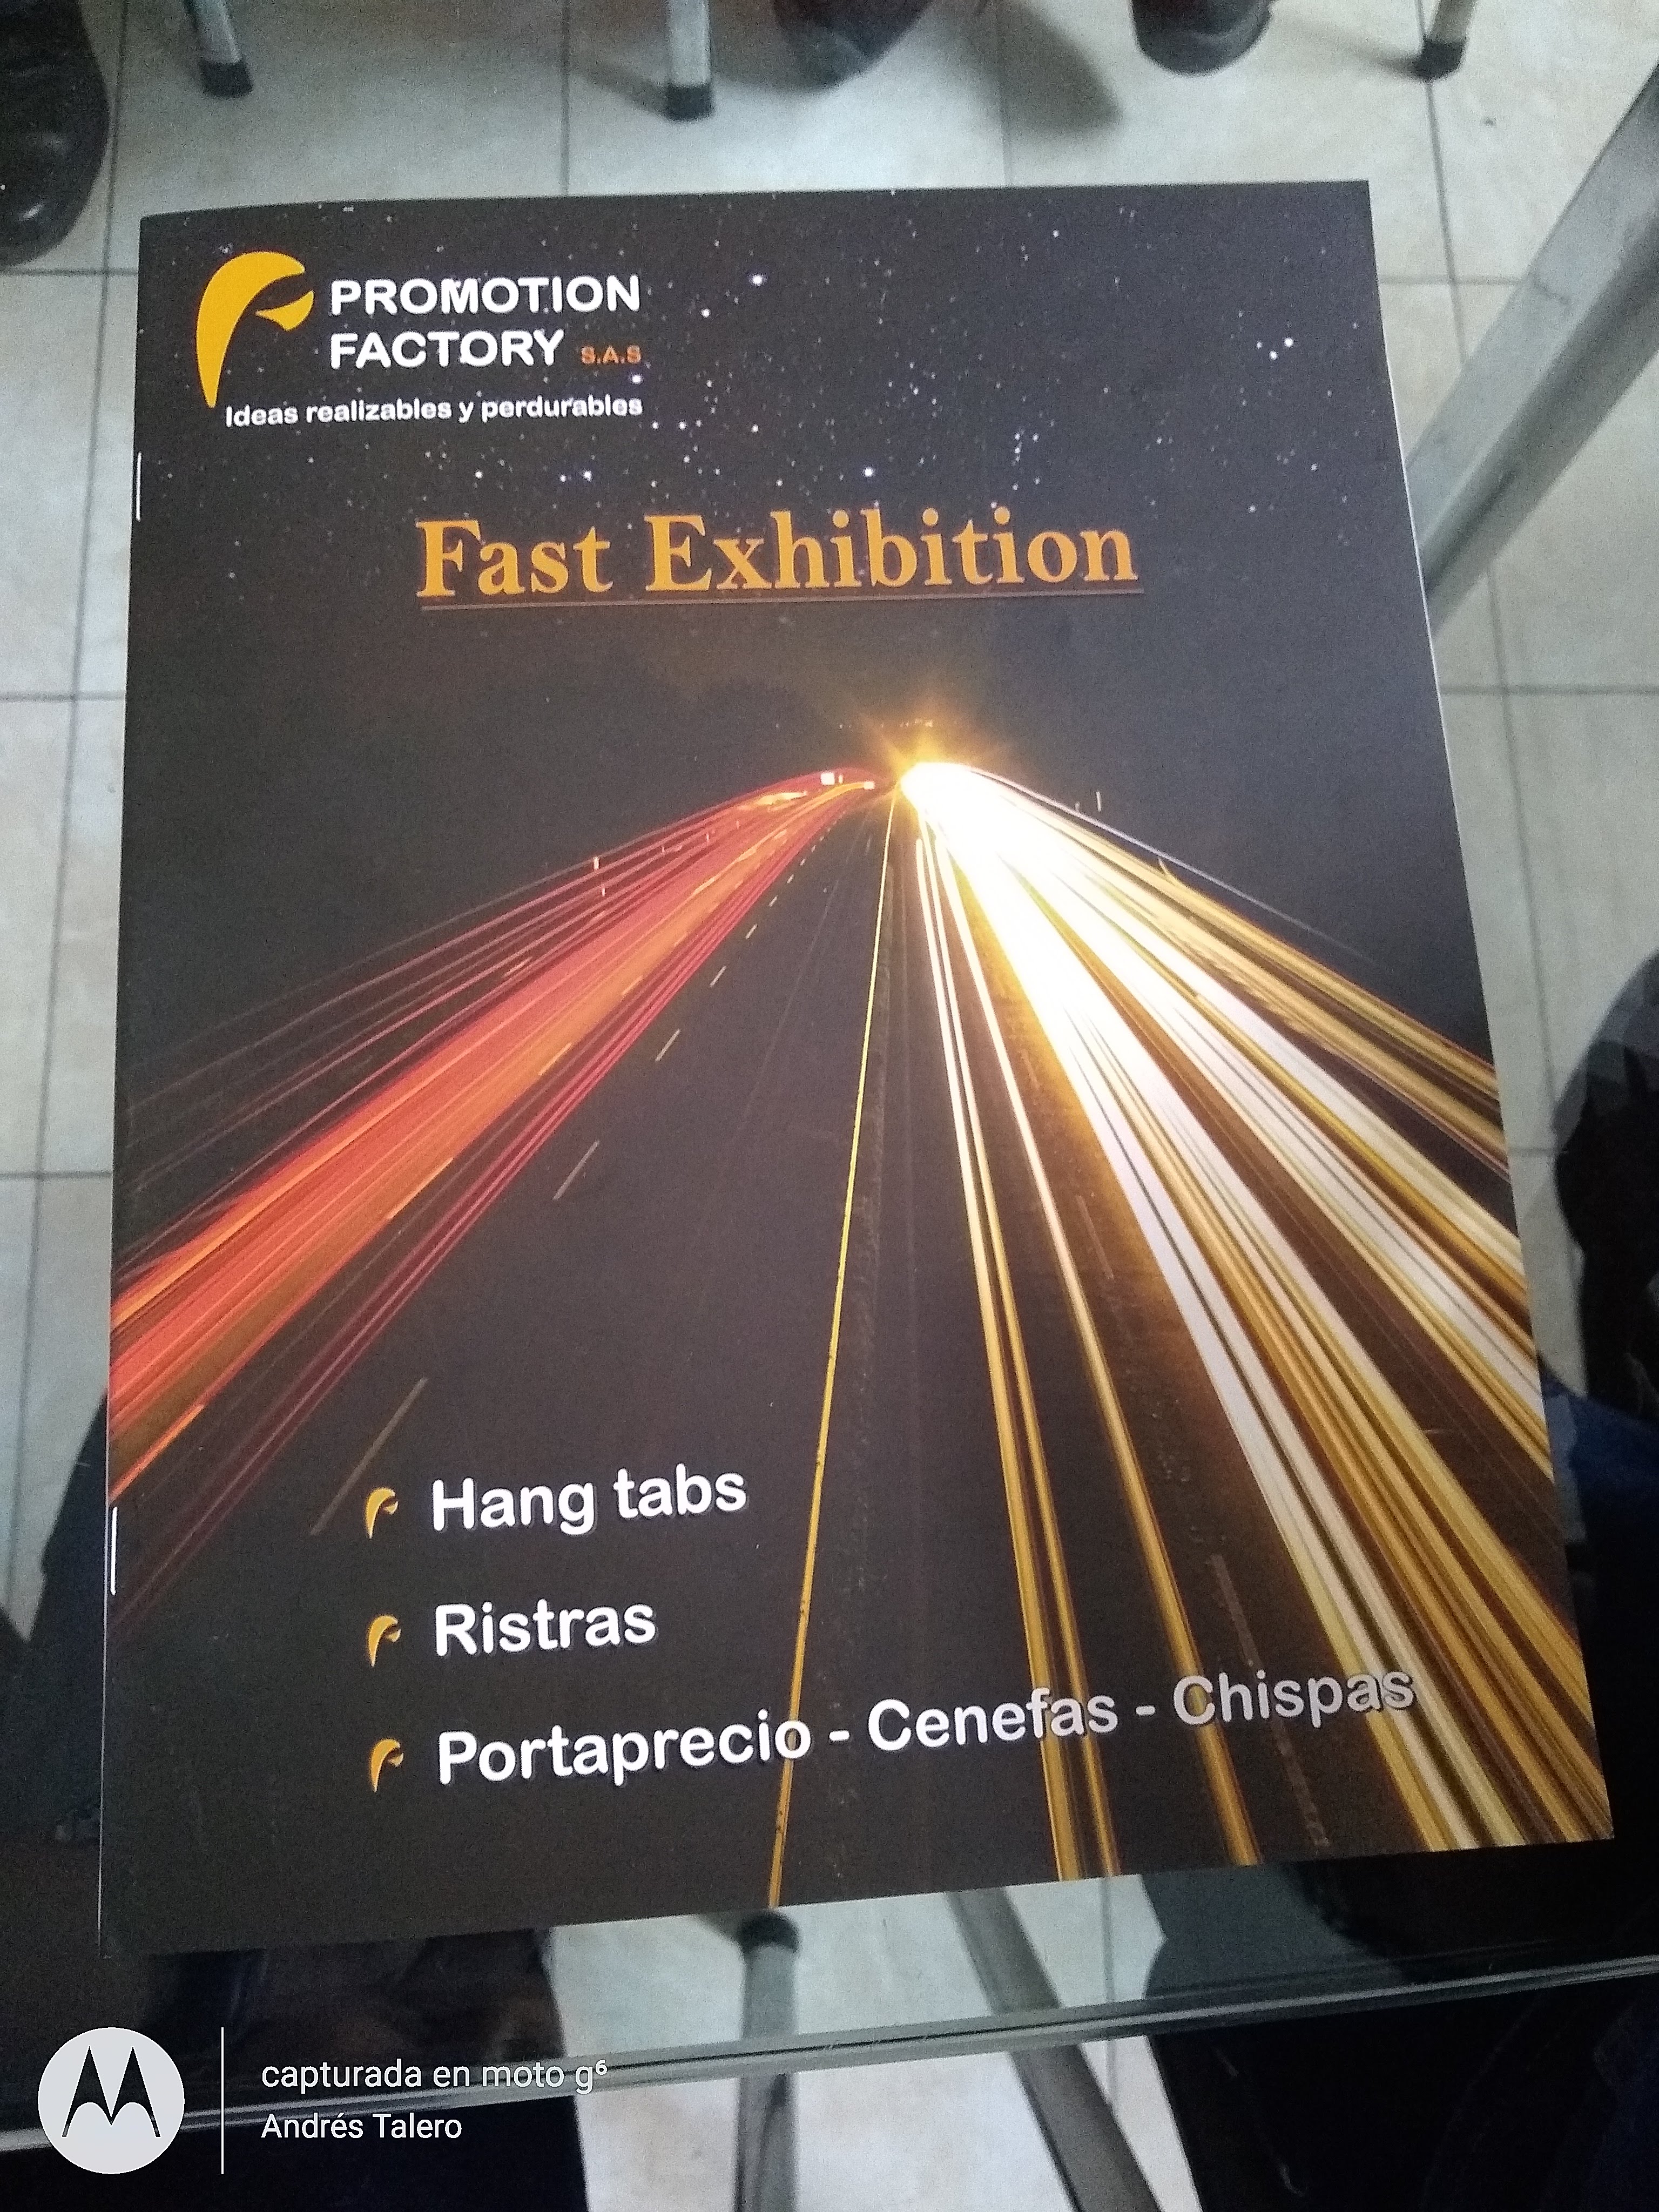 PROMOTION
FACTORY S.A.S
Ideas realizables y perdurables
Fast Exhibition
Hang tabs
Ristras
Portaprecio - Cenefas - Chispas
capturada en moto g⁶
Andrés Talero